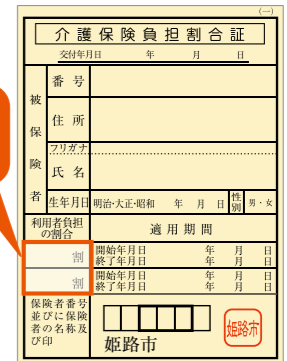 (一)
介護保険負担割合証
交付年月日 年 月 日
被保険者
番号
住所
フリガナ
氏名
生年月日 明治・大正・昭和 年 月 日 性別 男・女
利用者負担の割合 適用期間
割 開始年月日 年 月 日
終了年月日 年 月 日
割 開始年月日 年 月 日
終了年月日 年 月 日
保険者番号
並びに保険
者の名称及
び印
姫路市
姫路市